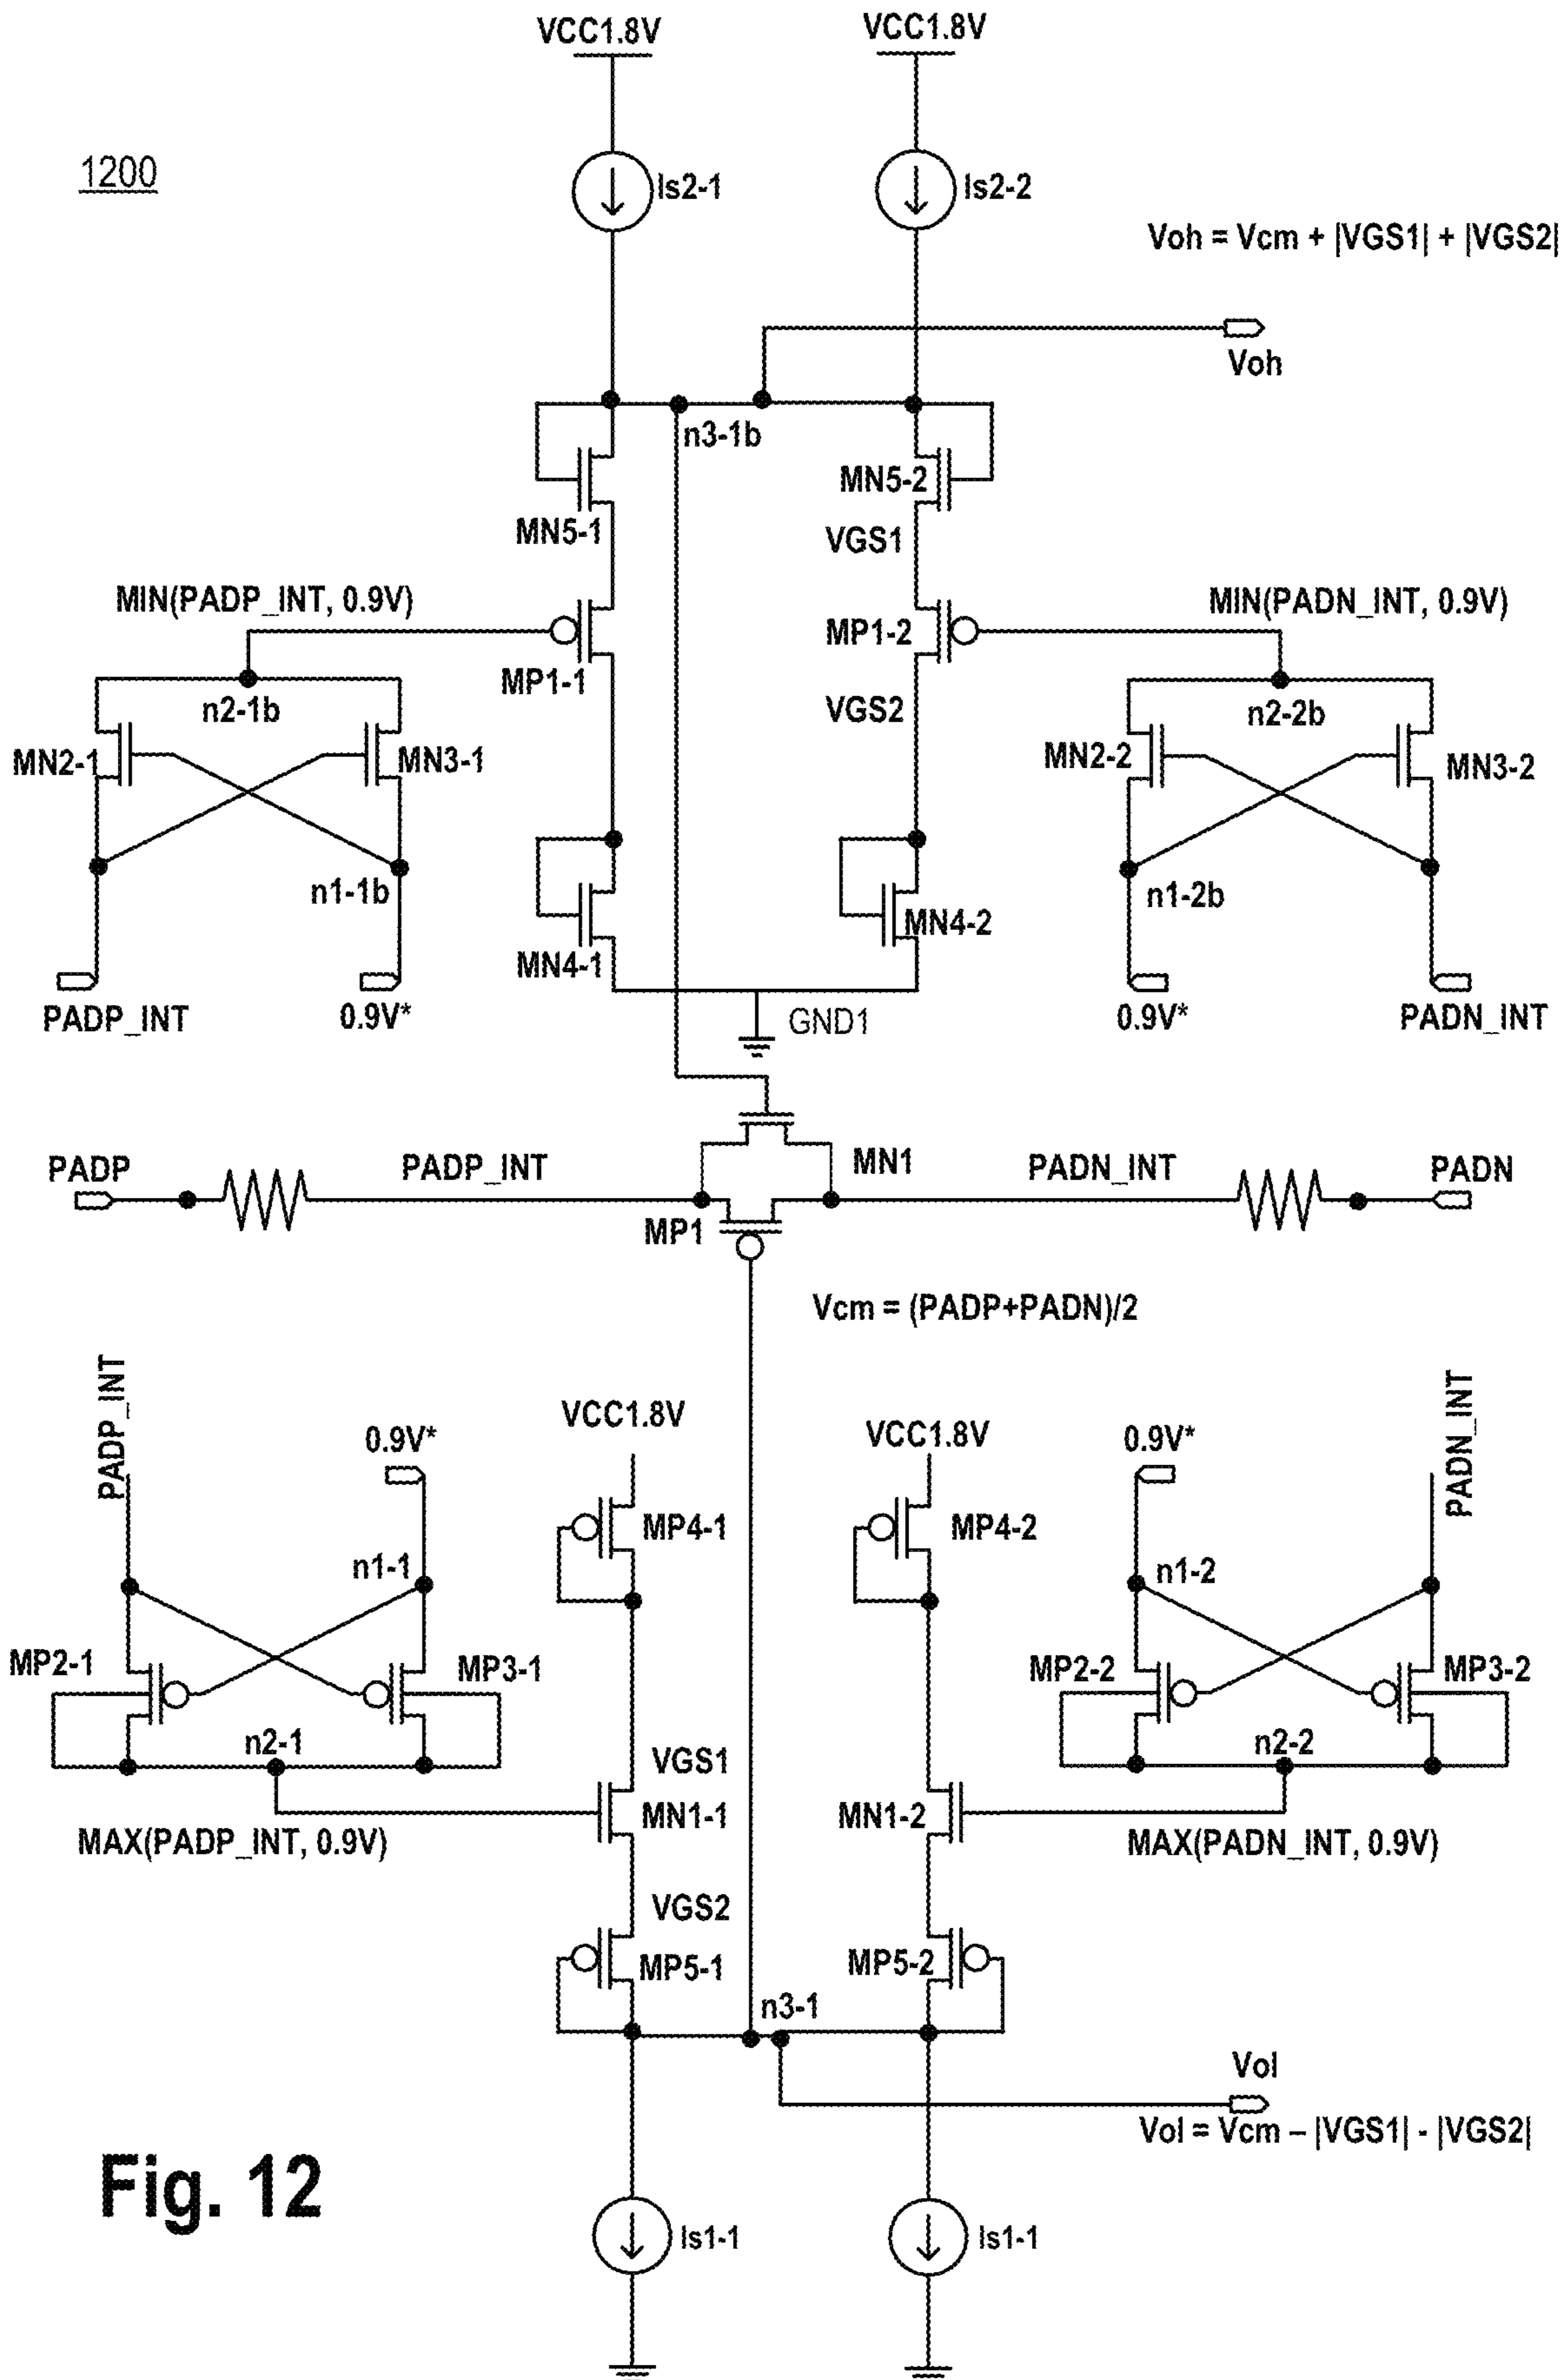 VCC1.8V
VCC1.8V
1200
Is2-1
Is2-2
Voh = Vcm + |VGS1| + |VGS2|
Voh
n3-1b
MN5-1
MN5-2
VGS1
MIN(PADP_INT, 0.9V)
MIN(PADN_INT, 0.9V)
MP1-1
MP1-2
VGS2
n2-1b
n2-2b
MN2-1
MN3-1
MN2-2
MN3-2
n1-1b
n1-2b
MN4-1
MN4-2
PADP_INT
0.9V*
GND1
0.9V*
PADN_INT
PADP
PADP_INT
MN1
PADN_INT
PADN
MP1
Vcm = (PADP+PADN)/2
PADP_INT
0.9V*
VCC1.8V
VCC1.8V
0.9V*
PADN_INT
MP4-1
MP4-2
n1-1
n1-2
MP2-1
MP3-1
MP2-2
MP3-2
n2-1
n2-2
VGS1
MN1-1
MN1-2
MAX(PADP_INT, 0.9V)
MAX(PADN_INT, 0.9V)
VGS2
MP5-1
MP5-2
n3-1
Vol
Vol = Vcm – |VGS1| - |VGS2|
Fig. 12
Is1-1
Is1-1